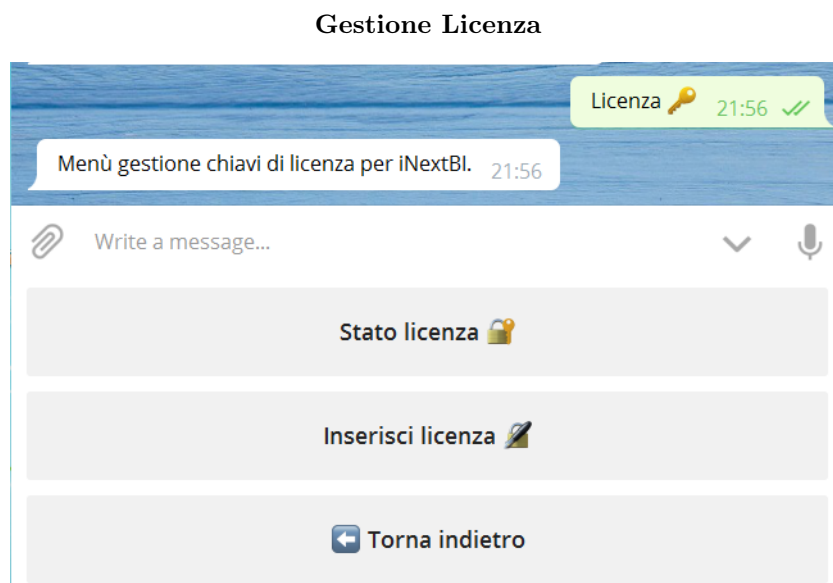 Gestione Licenza
Licenza 🔑 21:56
Menù gestione chiavi di licenza per iNextBI. 21:56
Write a message...
Stato licenza 🔐
Inserisci licenza 🔏
⬅️ Torna indietro